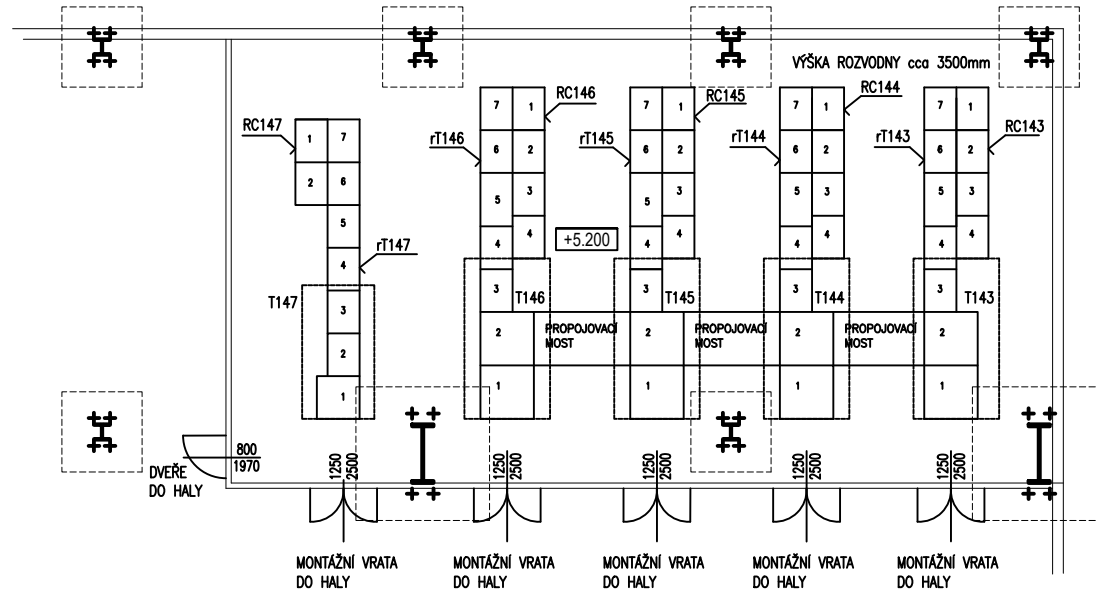 VÝŠKA ROZVODNY cca 3500mm
RC147
1
7
2
6
5
4
rT147
T147
3
2
1
RC146
7
1
rT146
6
2
5
3
4
4
3
T146
2
1
+5.200
RC145
7
1
rT145
6
2
5
3
4
4
3
T145
2
1
RC144
7
1
rT144
6
2
5
3
4
4
3
T144
2
1
RC143
7
1
rT143
6
2
5
3
4
4
3
T143
2
1
PROPOJOVACÍ
MOST
PROPOJOVACÍ
MOST
PROPOJOVACÍ
MOST
800
1970
DVEŘE
DO HALY
1250
2500
1250
2500
1250
2500
1250
2500
1250
2500
MONTÁŽNÍ VRATA
DO HALY
MONTÁŽNÍ VRATA
DO HALY
MONTÁŽNÍ VRATA
DO HALY
MONTÁŽNÍ VRATA
DO HALY
MONTÁŽNÍ VRATA
DO HALY